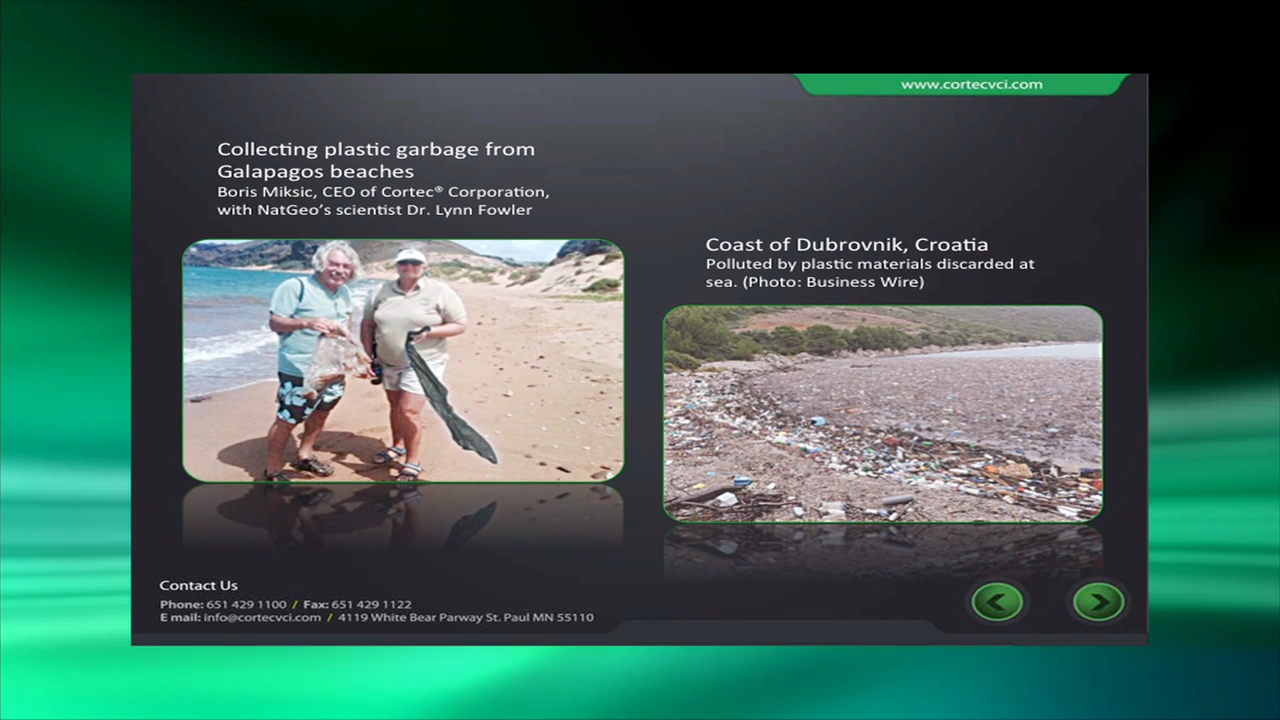 www.cortecvci.com
Collecting plastic garbage from
Galapagos beaches
Boris Miksic, CEO of Cortec® Corporation,
with NatGeo's scientist Dr. Lynn Fowler
Coast of Dubrovnik, Croatia
Polluted by plastic materials discarded at
sea. (Photo: Business Wire)
Contact Us
Phone: 651 429 1100 / Fax: 651 429 1122
E mail: info@cortecvci.com / 4119 White Bear Parway St. Paul MN 55110